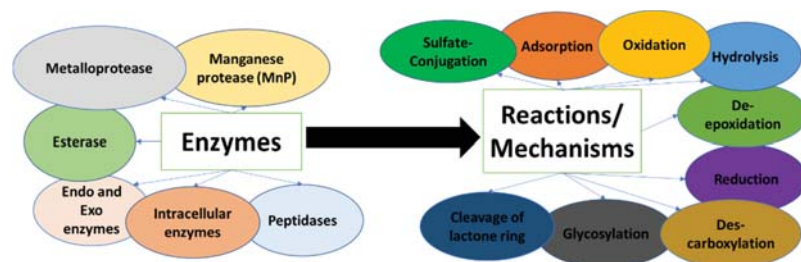 Metalloprotease
Manganese
protease (MnP)
Esterase
Enzymes
Endo and
Exo
enzymes
Intracellular
enzymes
Peptidases
Sulfate-
Conjugation
Adsorption
Oxidation
Hydrolysis
Reactions/
Mechanisms
De-
epoxidation
Reduction
Cleavage of
lactone ring
Glycosylation
Des-
carboxylation